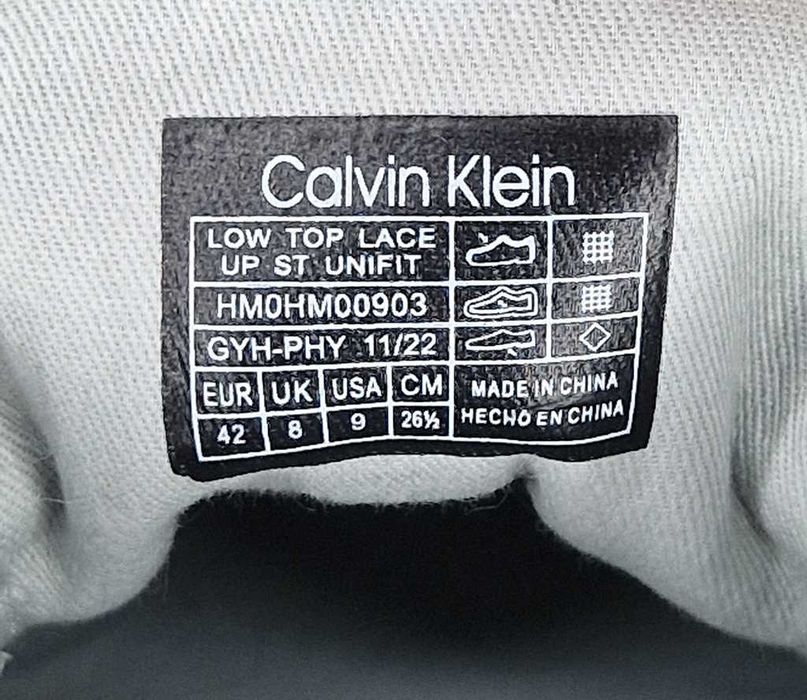 Calvin Klein
LOW TOP LACE
UP ST UNIFIT
HM0HM00903
GYH-PHY 11/22
EUR UK USA CM
42 8 9 26½
MADE IN CHINA
HECHO EN CHINA